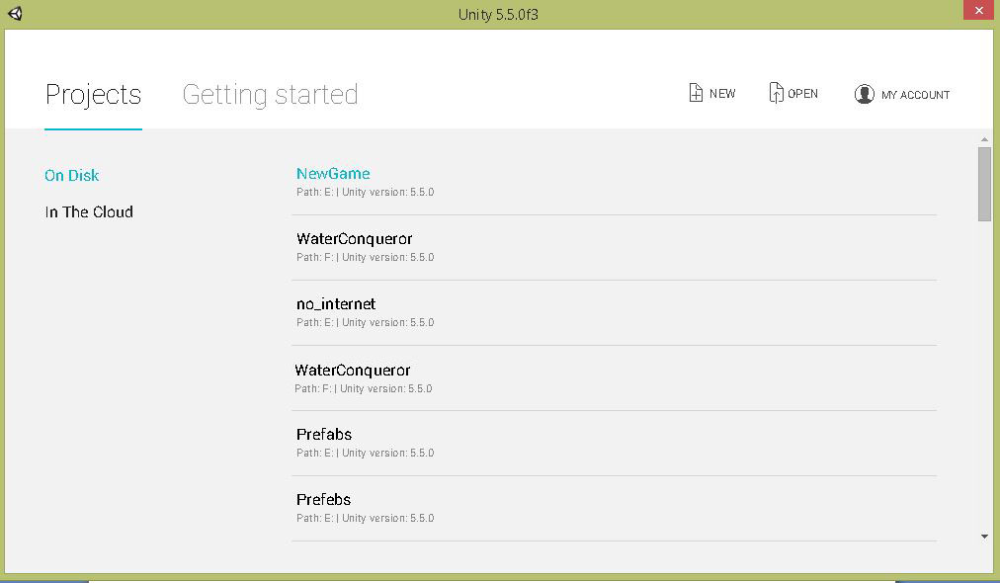 Unity 5.5.0f3
Projects
Getting started
NEW
OPEN
MY ACCOUNT
On Disk
In The Cloud
NewGame
Path: E: | Unity version: 5.5.0
WaterConqueror
Path: F: | Unity version: 5.5.0
no_internet
Path: E: | Unity version: 5.5.0
WaterConqueror
Path: F: | Unity version: 5.5.0
Prefabs
Path: E: | Unity version: 5.5.0
Prefebs
Path: E: | Unity version: 5.5.0